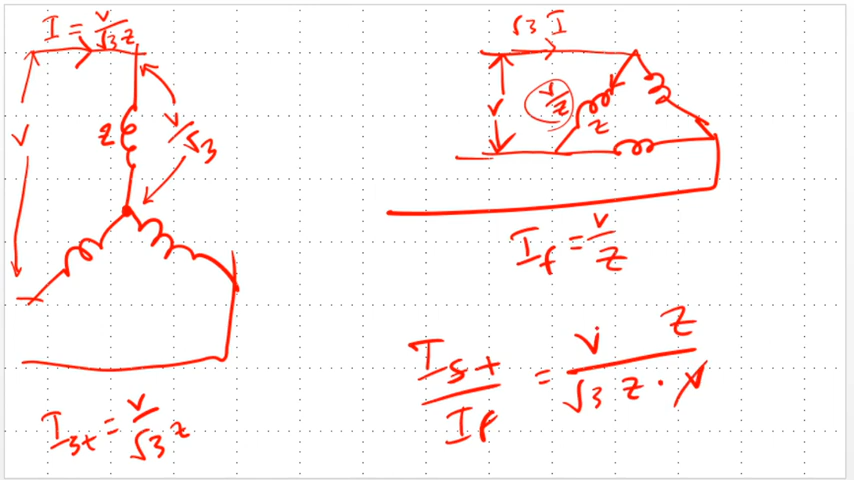 I = V/√3 Z
V
Z
V/√3
I_st = V/√3 Z
√3 I
V
V/Z
Z
I_f = V/Z
I_st/I_f = V Z/√3 Z · V